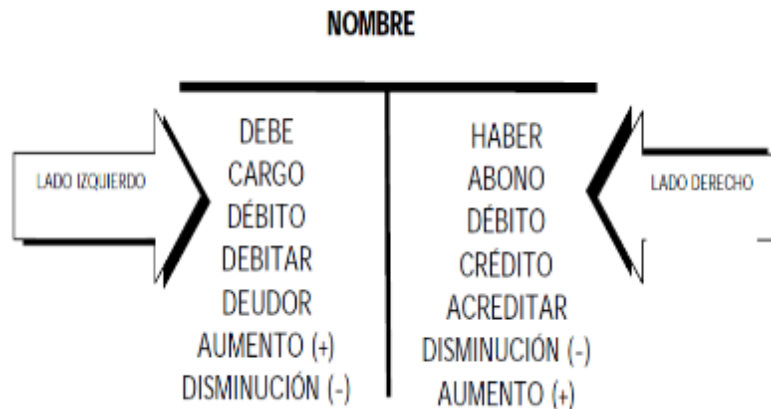 NOMBRE
LADO IZQUIERDO
DEBE
CARGO
DÉBITO
DEBITAR
DEUDOR
AUMENTO (+)
DISMINUCIÓN (-)
HABER
ABONO
DÉBITO
CRÉDITO
ACREDITAR
DISMINUCIÓN (-)
AUMENTO (+)
LADO DERECHO